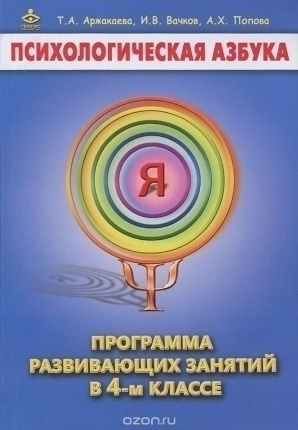 Т.А. Аржакаева, И.В. Вачков, А.Х. Попова
ПСИХОЛОГИЧЕСКАЯ АЗБУКА
Я
ПРОГРАММА
РАЗВИВАЮЩИХ ЗАНЯТИЙ
В 4-м КЛАССЕ
ozon.ru